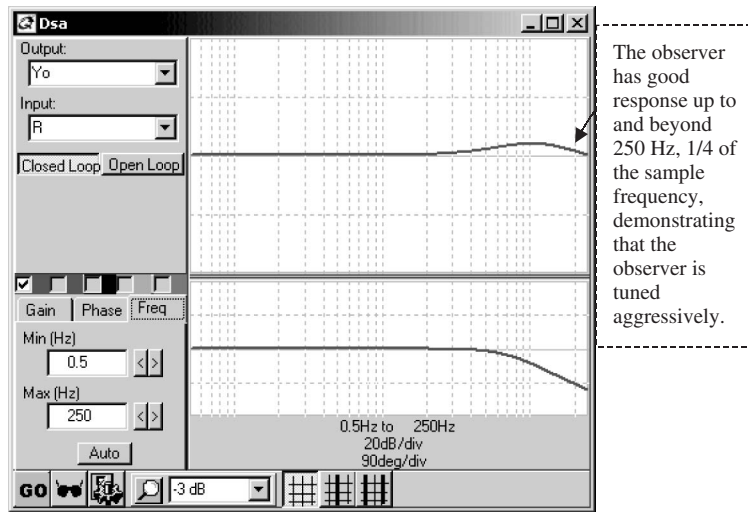 Dsa
Output:
Yo
Input:
R
Closed Loop Open Loop
Gain Phase Freq
Min (Hz)
0.5 < >
Max (Hz)
250 < >
Auto
0.5Hz to 250Hz
20dB/div
90deg/div
GO -3 dB
The observer
has good
response up to
and beyond
250 Hz, 1/4 of
the sample
frequency,
demonstrating
that the
observer is
tuned
aggressively.